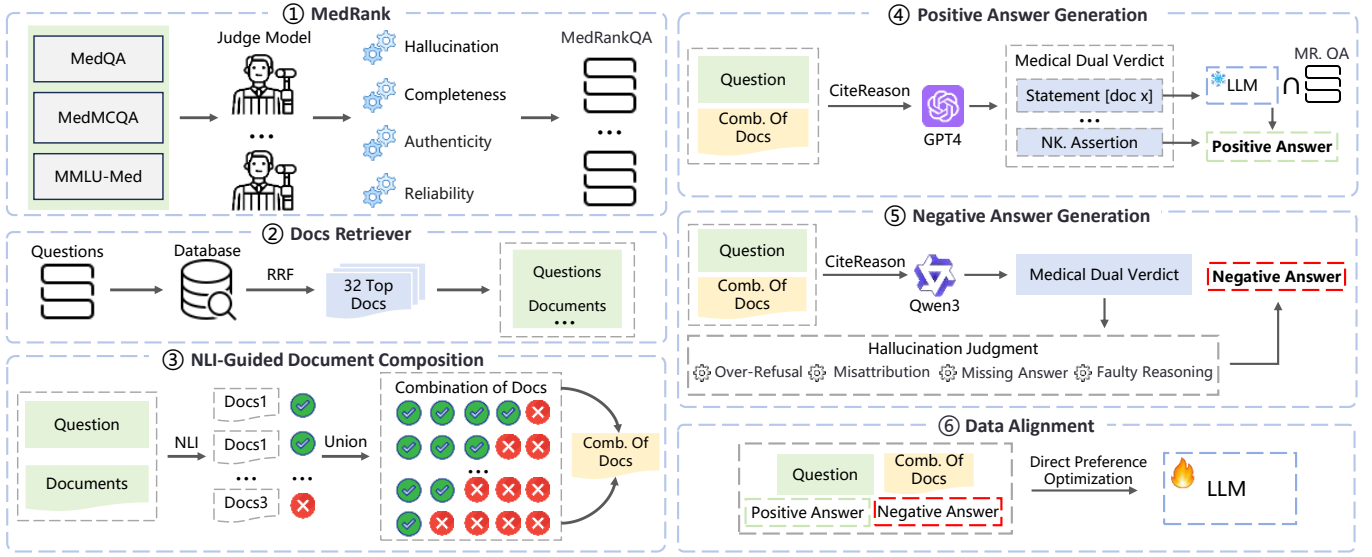 ① MedRank
MedQA
MedMCQA
MMLU-Med
Judge Model
...
Hallucination
Completeness
Authenticity
Reliability
MedRankQA
...
② Docs Retriever
Questions
Database
RRF
32 Top
Docs
Questions
Documents
...
③ NLI-Guided Document Composition
Question
Documents
NLI
Docs1
Docs1
...
...
Docs3
Union
Combination of Docs
...
Comb. Of
Docs
④ Positive Answer Generation
Question
Comb. Of
Docs
CiteReason
GPT4
Medical Dual Verdict
Statement [doc x]
...
NK. Assertion
LLM
∩
MR. QA
Positive Answer
⑤ Negative Answer Generation
Question
Comb. Of
Docs
CiteReason
Qwen3
Medical Dual Verdict
Negative Answer
Hallucination Judgment
Over-Refusal
Misattribution
Missing Answer
Faulty Reasoning
⑥ Data Alignment
Question
Comb. Of
Docs
Positive Answer
Negative Answer
Direct Preference
Optimization
LLM